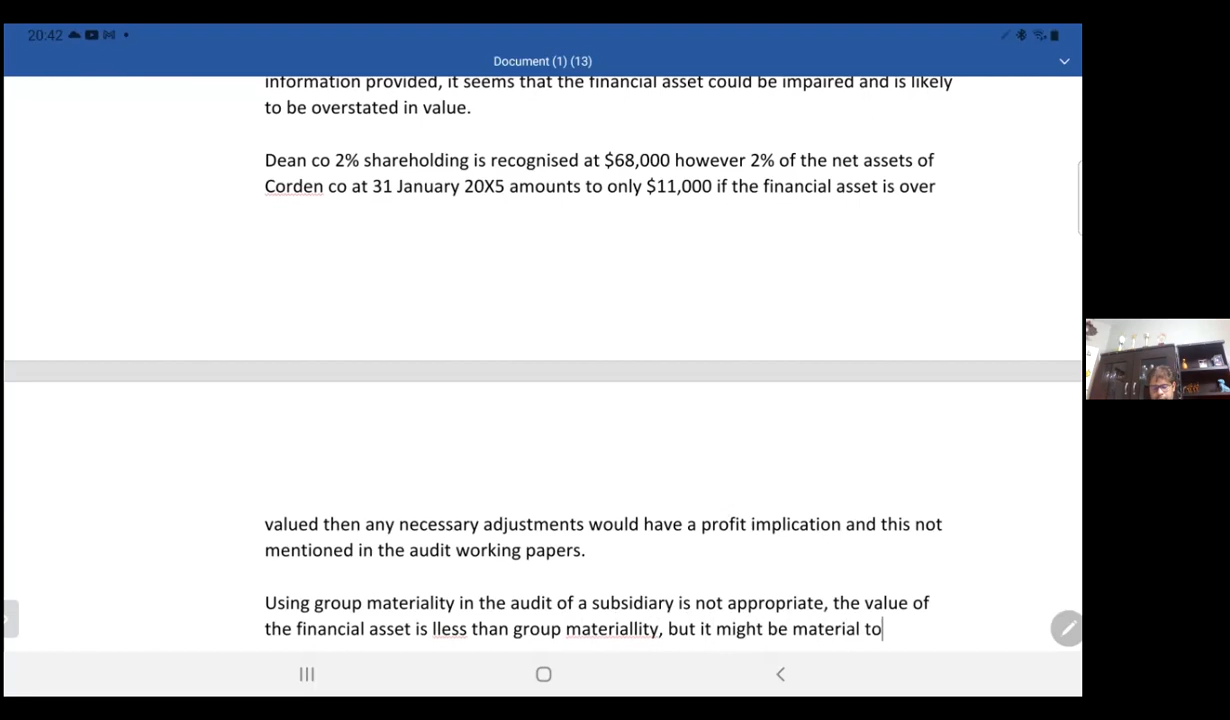 20:42
Document (1) (13)
information provided, it seems that the financial asset could be impaired and is likely
to be overstated in value.
Dean co 2% shareholding is recognised at $68,000 however 2% of the net assets of
Corden co at 31 January 20X5 amounts to only $11,000 if the financial asset is over
valued then any necessary adjustments would have a profit implication and this not
mentioned in the audit working papers.
Using group materiality in the audit of a subsidiary is not appropriate, the value of
the financial asset is lless than group materiallity, but it might be material to